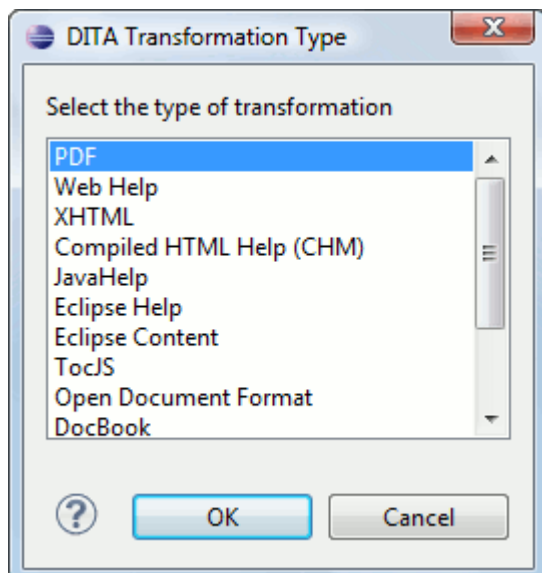 DITA Transformation Type
Select the type of transformation
PDF
Web Help
XHTML
Compiled HTML Help (CHM)
JavaHelp
Eclipse Help
Eclipse Content
TocJS
Open Document Format
DocBook
?
OK
Cancel